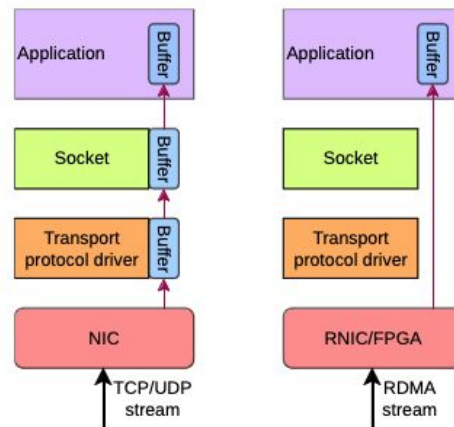 Application
Buffer
Socket
Buffer
Transport
protocol driver
Buffer
NIC
TCP/UDP
stream
Application
Buffer
Socket
Transport
protocol driver
RNIC/FPGA
RDMA
stream